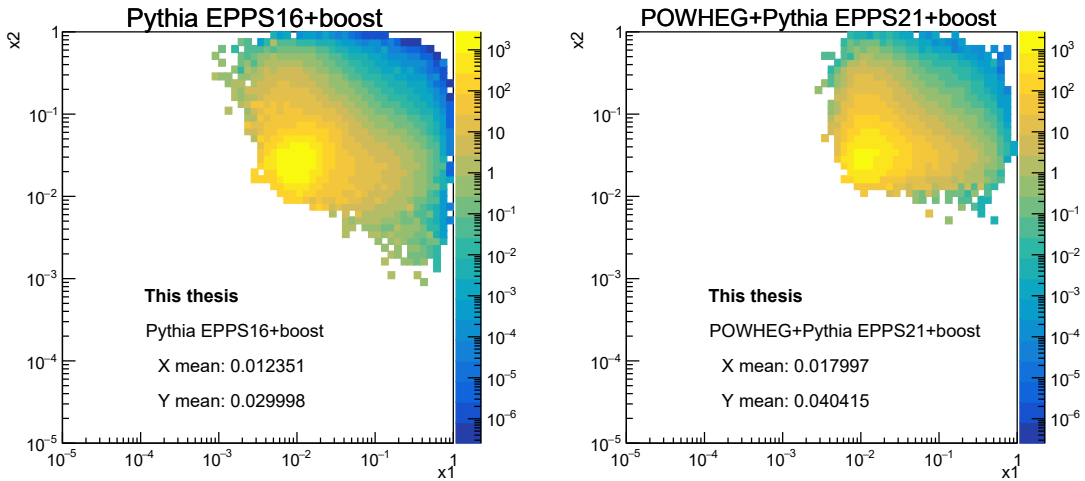 Pythia EPPS16+boost
x2
1
10⁻¹
10⁻²
10⁻³
10⁻⁴
10⁻⁵
This thesis
Pythia EPPS16+boost
X mean: 0.012351
Y mean: 0.029998
10⁻⁵ 10⁻⁴ 10⁻³ 10⁻² 10⁻¹ 1
x1
10³
10²
10
1
10⁻¹
10⁻²
10⁻³
10⁻⁴
10⁻⁵
10⁻⁶
POWHEG+Pythia EPPS21+boost
x2
1
10⁻¹
10⁻²
10⁻³
10⁻⁴
10⁻⁵
This thesis
POWHEG+Pythia EPPS21+boost
X mean: 0.017997
Y mean: 0.040415
10⁻⁵ 10⁻⁴ 10⁻³ 10⁻² 10⁻¹ 1
x1
10³
10²
10
1
10⁻¹
10⁻²
10⁻³
10⁻⁴
10⁻⁵
10⁻⁶